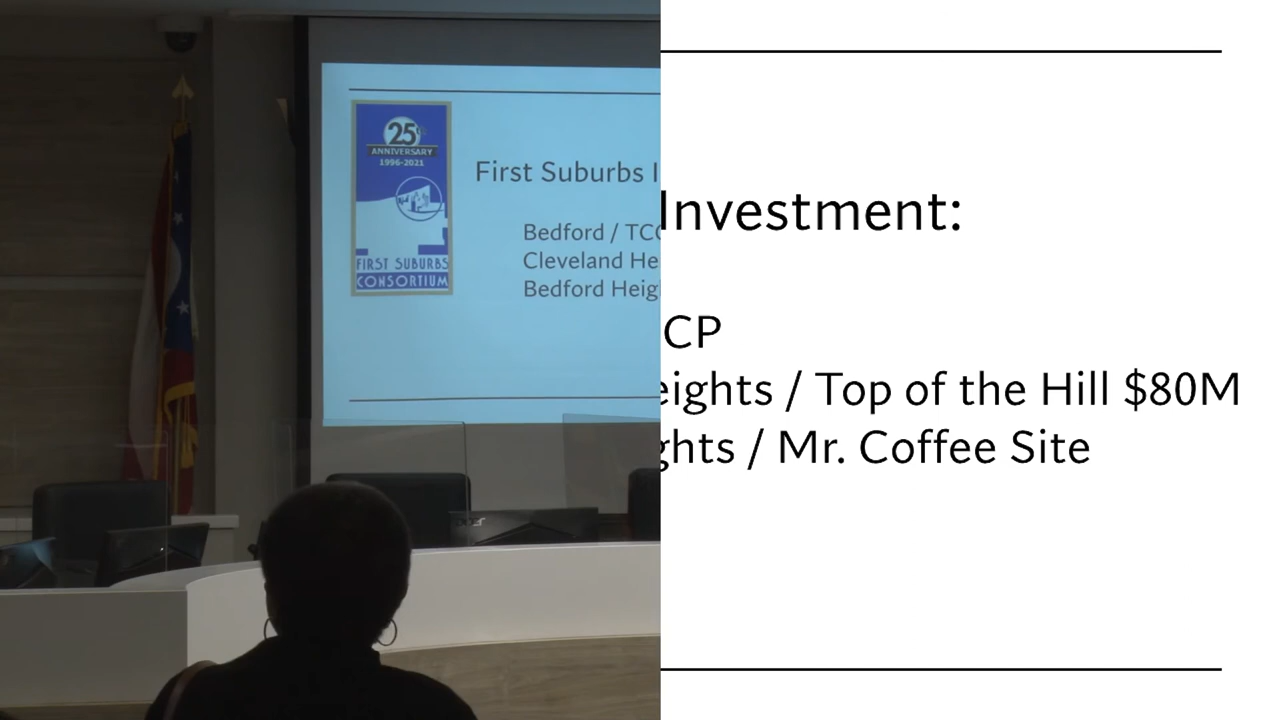 25
ANNIVERSARY
1996-2021
FIRST SUBURBS
CONSORTIUM
First Suburbs I
Bedford / TCC
Cleveland He
Bedford Heig
Investment:
CP
eights / Top of the Hill $80M
ghts / Mr. Coffee Site